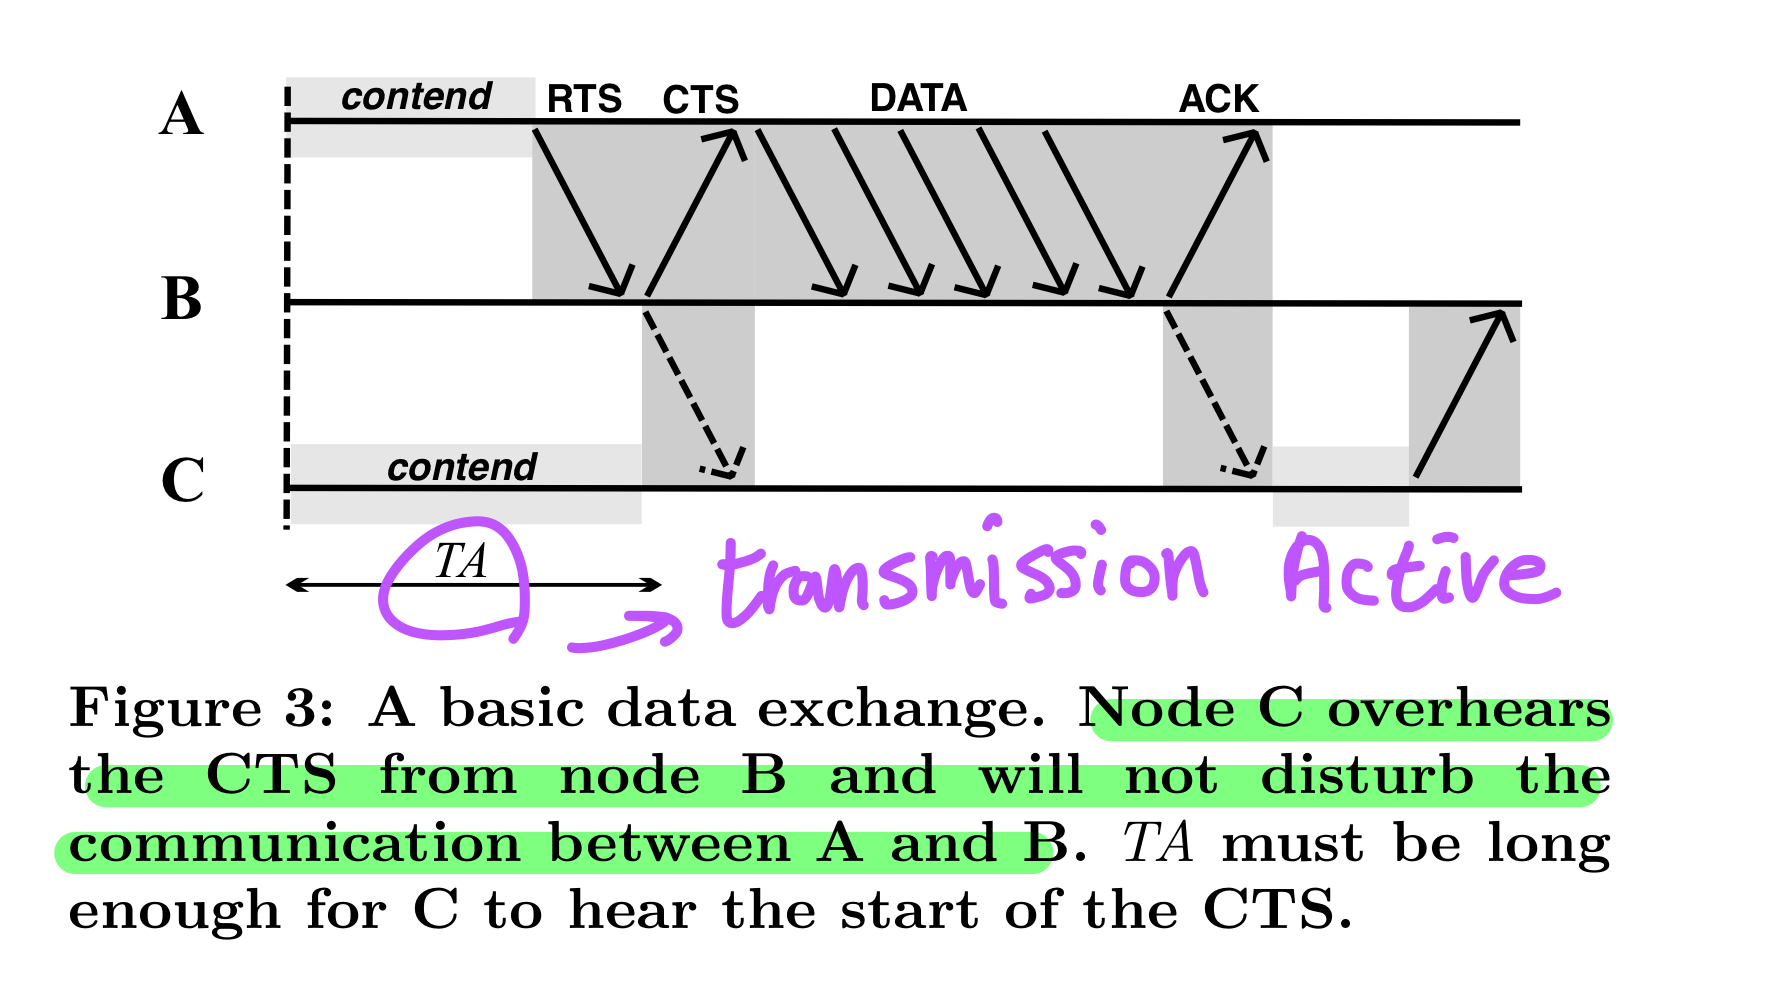 A contend RTS CTS DATA ACK
B
C contend
TA
transmission Active
Figure 3: A basic data exchange. Node C overhears
the CTS from node B and will not disturb the
communication between A and B. TA must be long
enough for C to hear the start of the CTS.